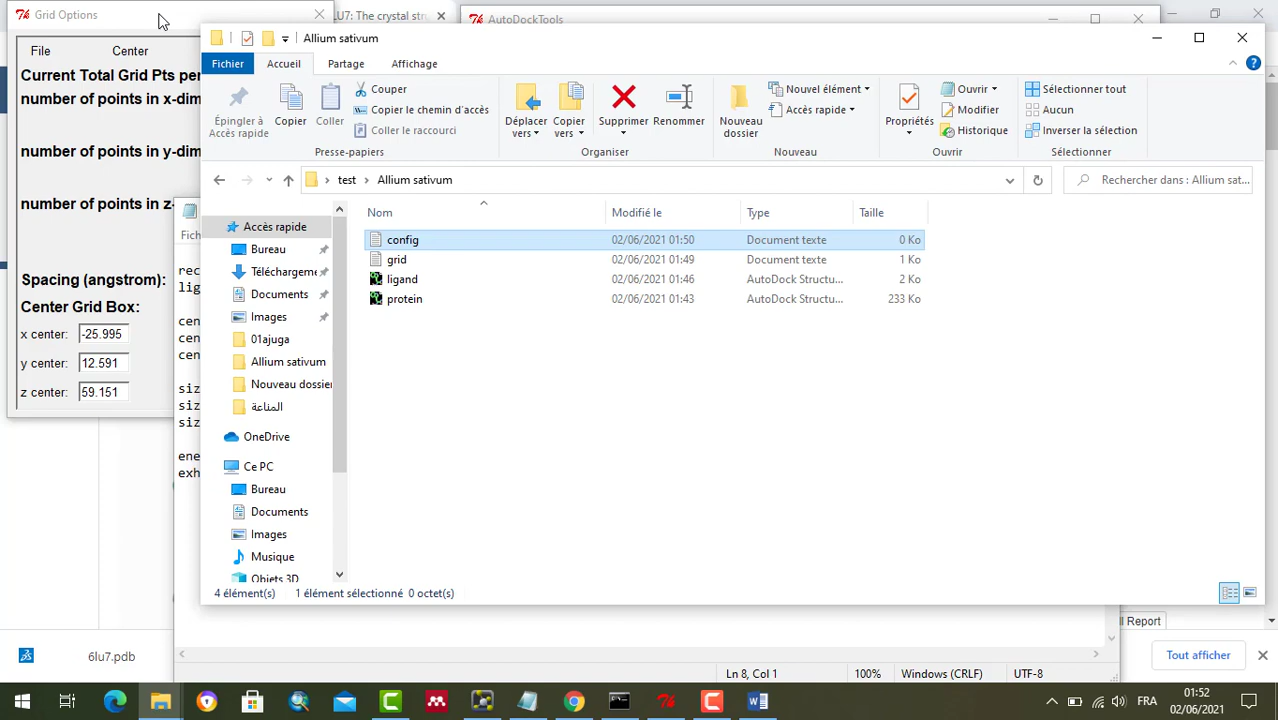 Grid Options
LU7: The crystal str
AutoDockTools
File Center
Current Total Grid Pts per
number of points in x-dim
number of points in y-dim
number of points in z-
Spacing (angstrom):
Center Grid Box:
x center: -25.995
y center: 12.591
z center: 59.151
Allium sativum
Fichier Accueil Partage Affichage
Épingler à Accès rapide
Copier
Coller
Couper
Copier le chemin d'accès
Coller le raccourci
Presse-papiers
Déplacer vers
Copier vers
Supprimer
Renommer
Organiser
Nouveau dossier
Nouvel élément
Accès rapide
Nouveau
Propriétés
Ouvrir
Modifier
Historique
Ouvrir
Sélectionner tout
Aucun
Inverser la sélection
Sélectionner
test Allium sativum
Rechercher dans : Allium sat...
Fich
rec
lig
cen
cen
cen
siz
siz
siz
ene
exh
Accès rapide
Bureau
Téléchargeme
Documents
Images
01ajuga
Allium sativum
Nouveau dossier
المناعة
OneDrive
Ce PC
Bureau
Documents
Images
Musique
Objets 3D
Nom Modifié le Type Taille
config 02/06/2021 01:50 Document texte 0 Ko
grid 02/06/2021 01:49 Document texte 1 Ko
ligand 02/06/2021 01:46 AutoDock Structu... 2 Ko
protein 02/06/2021 01:43 AutoDock Structu... 233 Ko
4 élément(s) 1 élément sélectionné 0 octet(s)
ll Report
6lu7.pdb
Tout afficher
Ln 8, Col 1 100% Windows (CRLF) UTF-8
FRA
01:52
02/06/2021